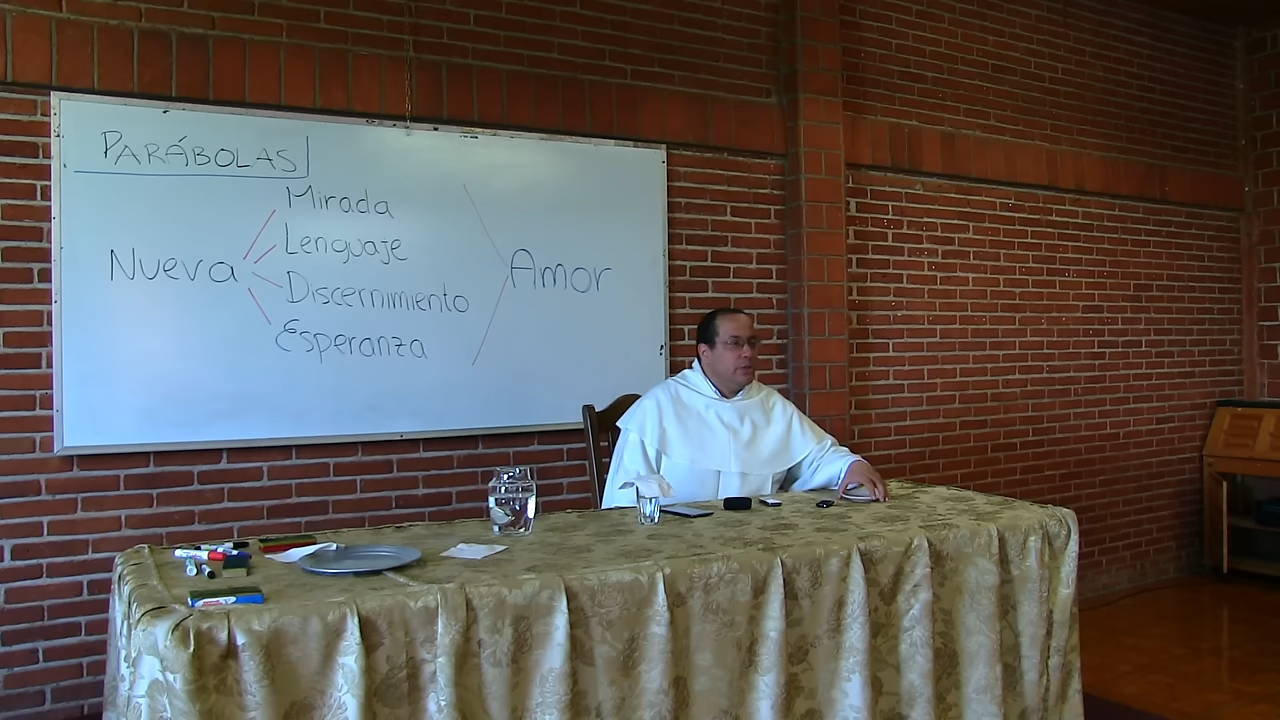 PARÁBOLAS
Mirada
Lenguaje
Nueva
Amor
Discernimiento
Esperanza